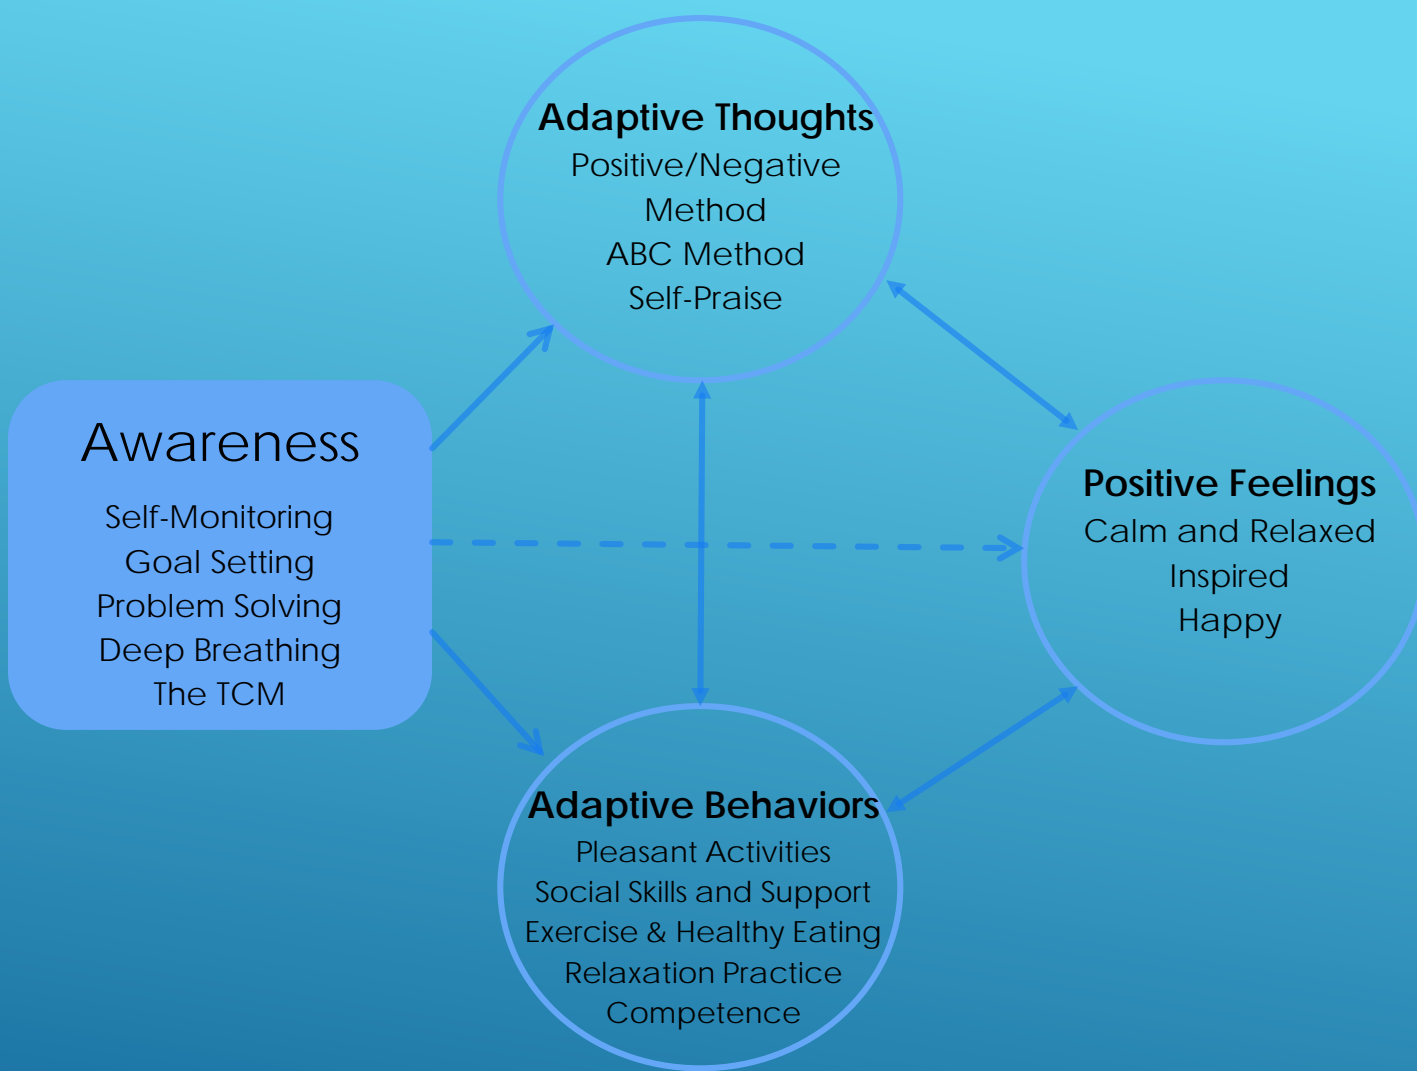 Adaptive Thoughts
Positive/Negative
Method
ABC Method
Self-Praise
Awareness
Self-Monitoring
Goal Setting
Problem Solving
Deep Breathing
The TCM
Positive Feelings
Calm and Relaxed
Inspired
Happy
Adaptive Behaviors
Pleasant Activities
Social Skills and Support
Exercise & Healthy Eating
Relaxation Practice
Competence